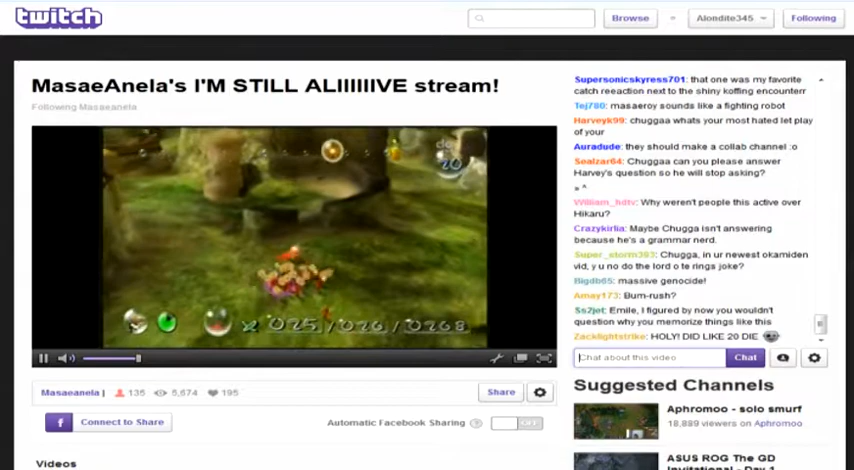 twitch
Browse
Alondite345
Following
MasaeAnela's I'M STILL ALIIIIIVE stream!
Following Masaeanela
20
x 025 / 026 / 0268
Supersonicskyress701: that one was my favorite
catch reeaction next to the shiny koffing encounterr
Tej780: masaeroy sounds like a fighting robot
Harveyk99: chuggaa whats your most hated let play
of your
Auradude: they should make a collab channel :o
Sealzar64: Chuggaa can you please answer
Harvey's question so he will stop asking?
» ^
William_hdtv: Why weren't people this active over
Hikaru?
Crazykirlia: Maybe Chugga isn't answering
because he's a grammar nerd.
Super_storm393: Chugga, in ur newest okamiden
vid, y u no do the lord o te rings joke?
Bigdb65: massive genocide!
Amay173: Bum-rush?
Ss2jet: Emile, I figured by now you wouldn't
question why you memorize things like this
Zacklightstrike: HOLY! DID LIKE 20 DIE
Chat about this video
Chat
Masaeanela | 135 5,674 195
Share
Connect to Share
Automatic Facebook Sharing
OFF
Videos
Suggested Channels
Aphromoo - solo smurf
18,889 viewers on Aphromoo
ASUS ROG The GD
Invitational - Day 1